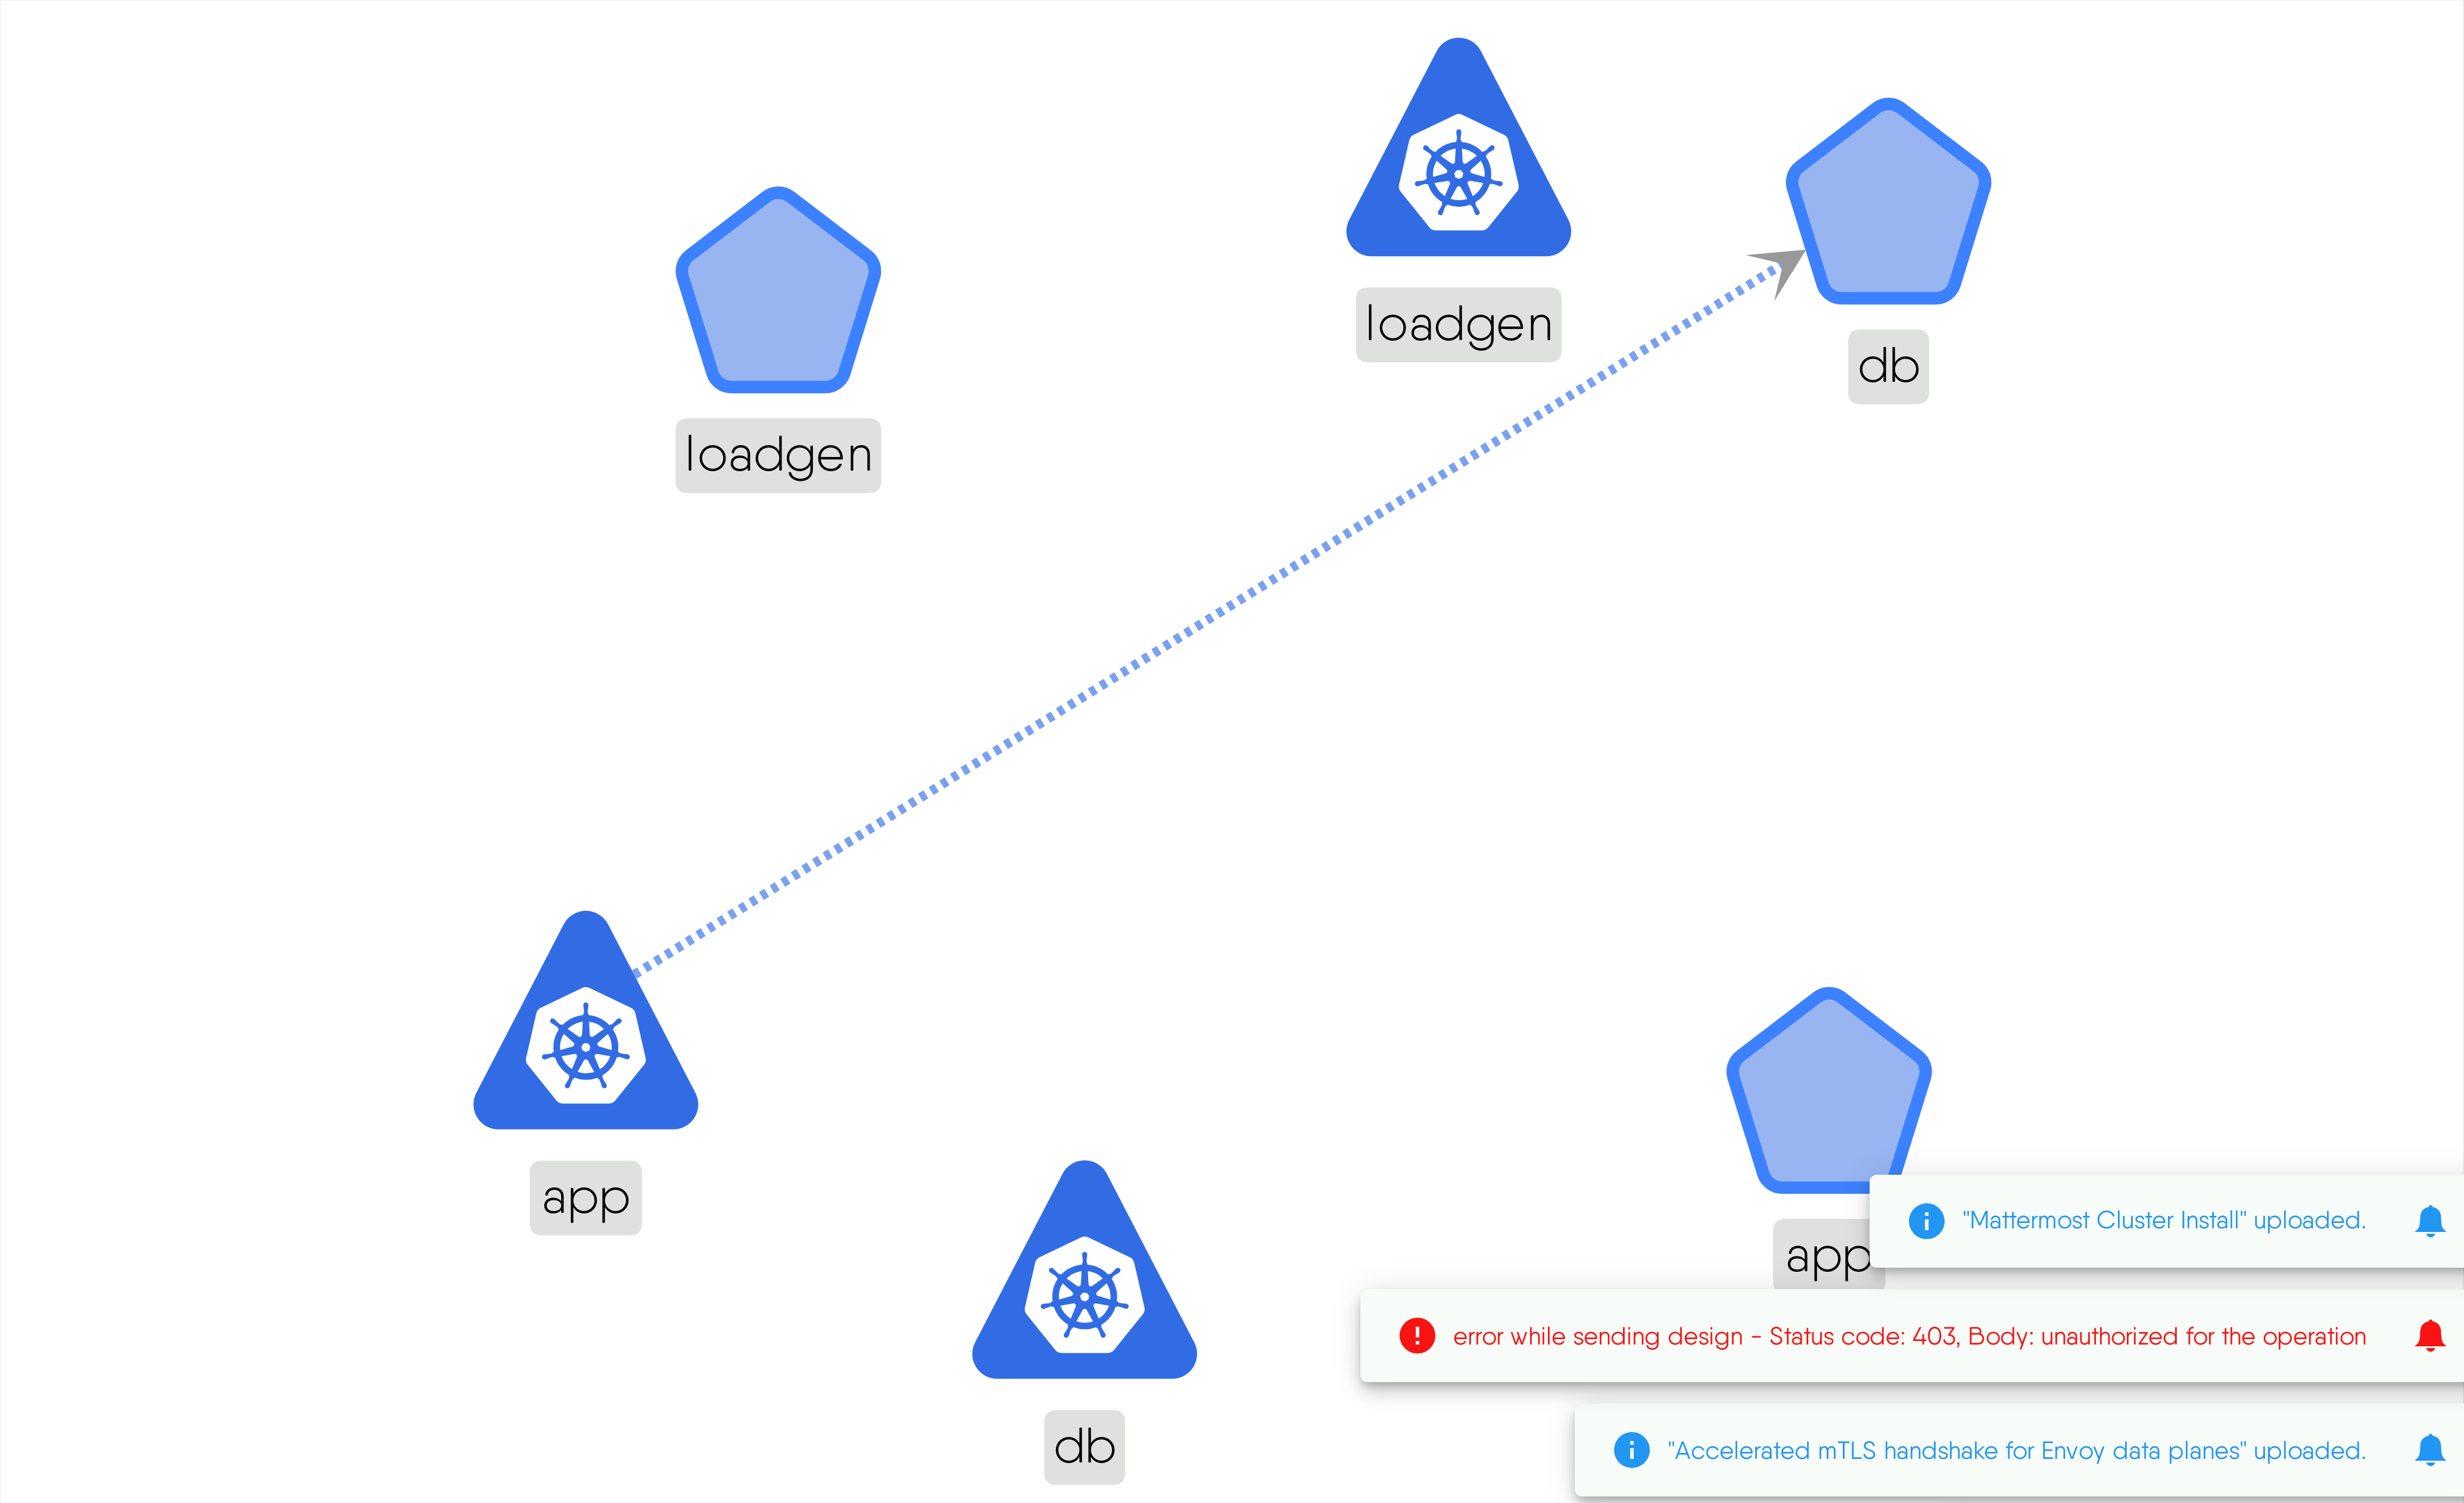 loadgen
db
loadgen
app
app
db
"Mattermost Cluster Install" uploaded.
error while sending design - Status code: 403, Body: unauthorized for the operation
"Accelerated mTLS handshake for Envoy data planes" uploaded.